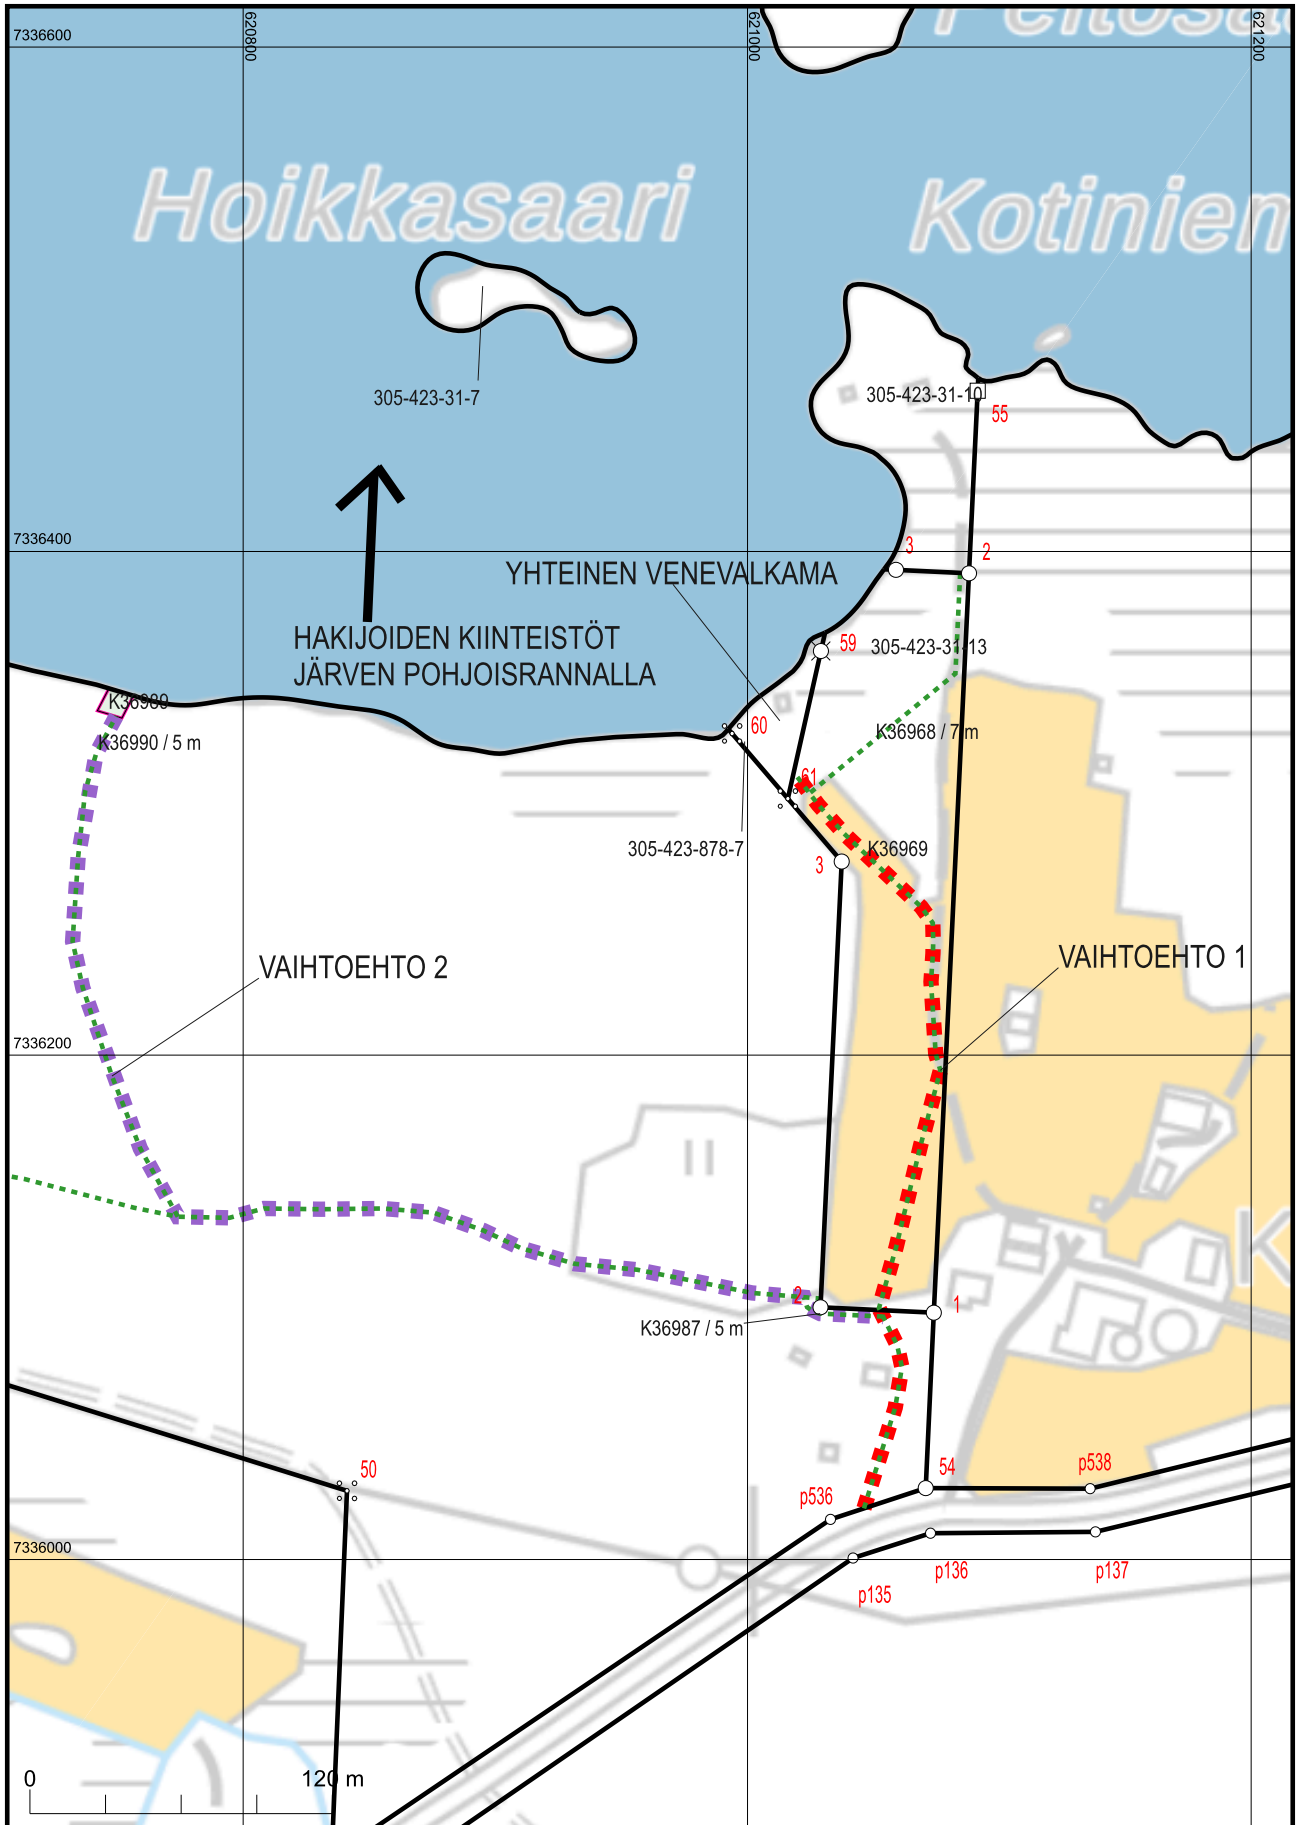 Peltosaa
620800
621000
621200
7336600
Hoikkasaari
Kotiniem
305-423-31-7
305-423-31-10
55
7336400
3
2
YHTEINEN VENEVALKAMA
HAKIJOIDEN KIINTEISTÖT
JÄRVEN POHJOISRANNALLA
59
305-423-31-13
K36989
K36990 / 5 m
60
K36968 / 7 m
61
305-423-878-7
3
K36969
VAIHTOEHTO 2
VAIHTOEHTO 1
7336200
K
2
1
K36987 / 5 m
50
54
p538
p536
7336000
p136
p137
p135
0
120 m